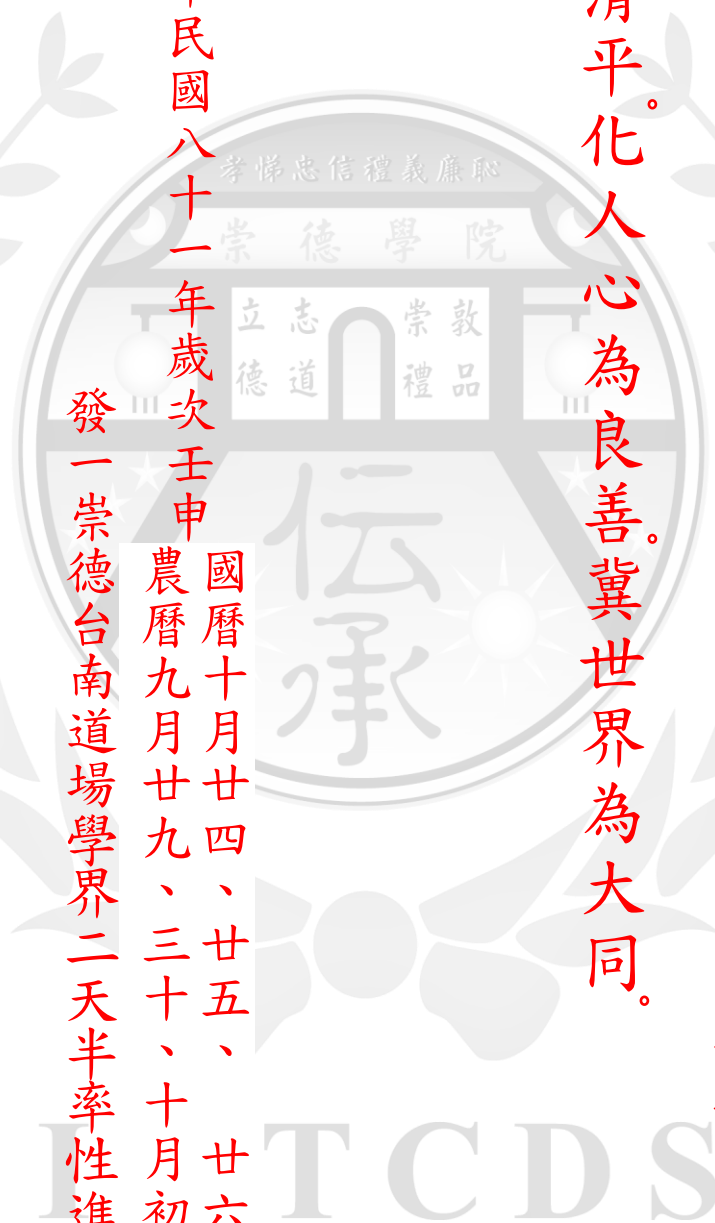 清平。化人心為良善。冀世界為大同。
民國八十一年歲次壬申
國曆十月廿四、廿五、廿六
農曆九月廿九、三十、十月初
發一崇德台南道場學界二天半率性進
孝悌忠信禮義廉恥
崇德學院
立志 崇敦
德道 禮品
伝承
TCDS